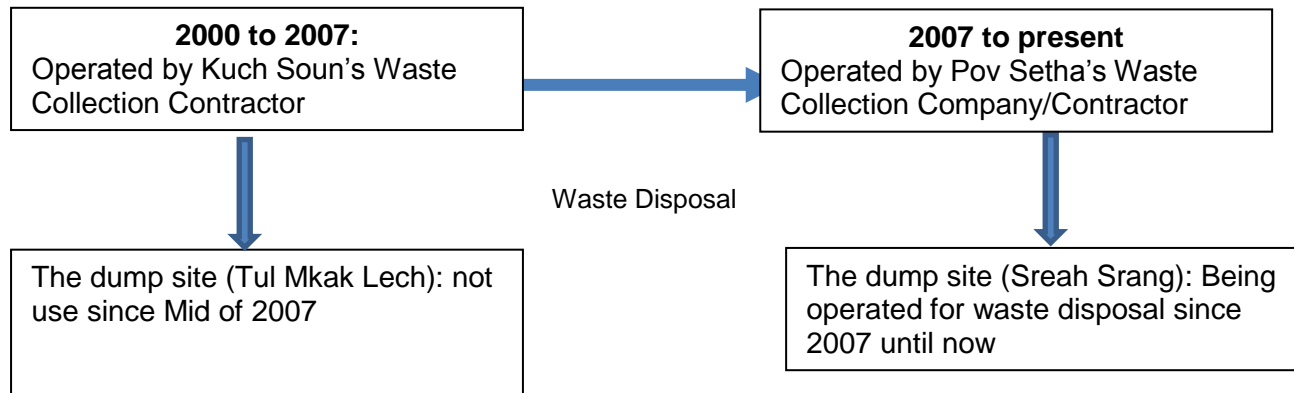 2000 to 2007:
Operated by Kuch Soun's Waste
Collection Contractor
2007 to present
Operated by Pov Setha's Waste
Collection Company/Contractor
Waste Disposal
The dump site (Tul Mkak Lech): not
use since Mid of 2007
The dump site (Sreah Srang): Being
operated for waste disposal since
2007 until now